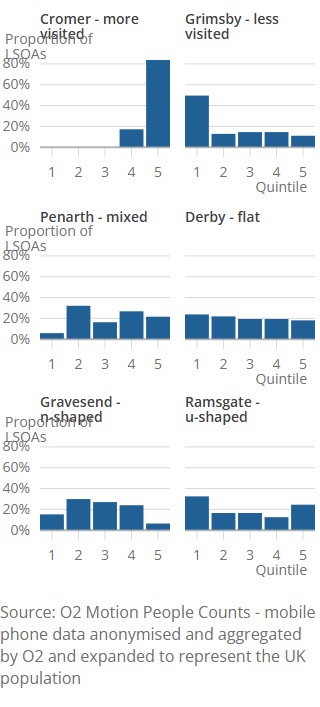 Cromer - more
visited
Proportion of
LSOAs
80%
60%
40%
20%
0%
1 2 3 4 5
Grimsby - less
visited
1 2 3 4 5
Quintile
Penarth - mixed
Proportion of
LSOAs
80%
60%
40%
20%
0%
1 2 3 4 5
Derby - flat
1 2 3 4 5
Quintile
Gravesend -
n-shaped
Proportion of
LSOAs
80%
60%
40%
20%
0%
1 2 3 4 5
Ramsgate -
u-shaped
1 2 3 4 5
Quintile
Source: O2 Motion People Counts - mobile
phone data anonymised and aggregated
by O2 and expanded to represent the UK
population